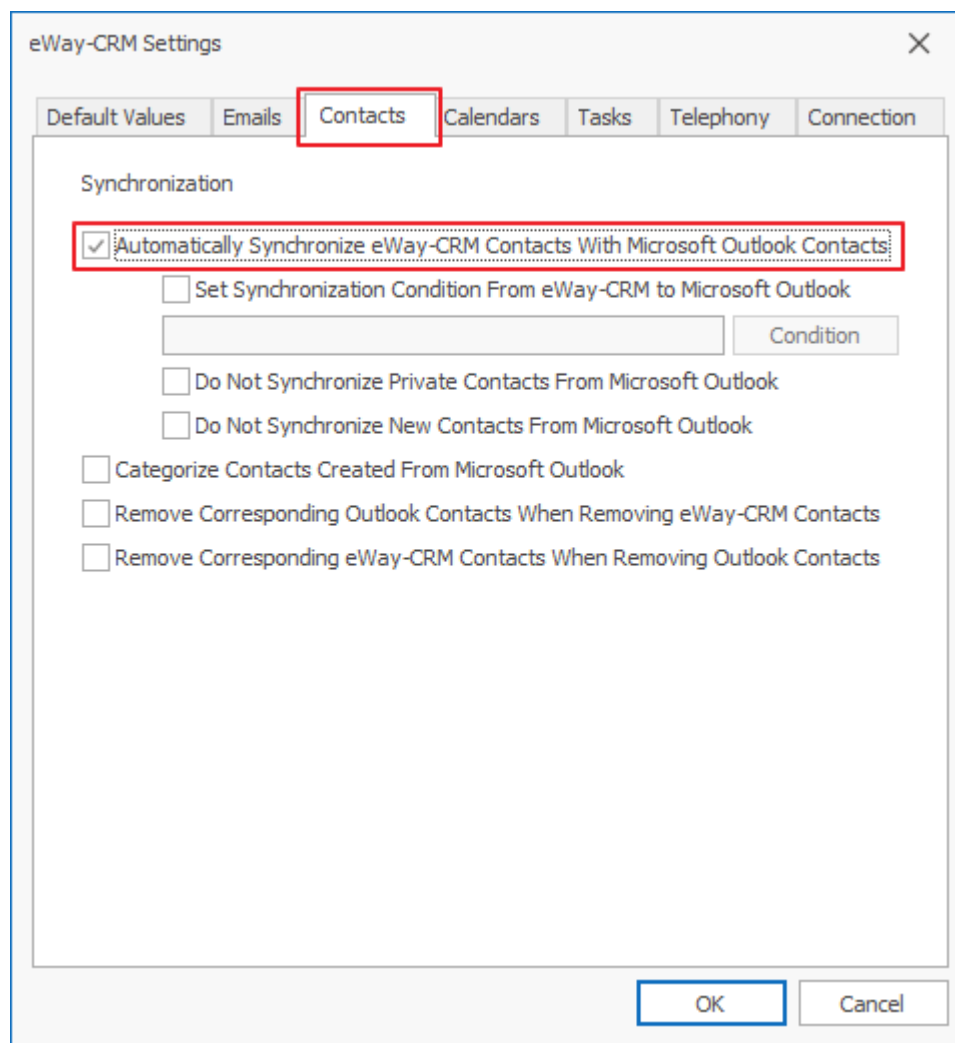 eWay-CRM Settings
Default Values Emails Contacts Calendars Tasks Telephony Connection
Synchronization
Automatically Synchronize eWay-CRM Contacts With Microsoft Outlook Contacts
Set Synchronization Condition From eWay-CRM to Microsoft Outlook
Condition
Do Not Synchronize Private Contacts From Microsoft Outlook
Do Not Synchronize New Contacts From Microsoft Outlook
Categorize Contacts Created From Microsoft Outlook
Remove Corresponding Outlook Contacts When Removing eWay-CRM Contacts
Remove Corresponding eWay-CRM Contacts When Removing Outlook Contacts
OK Cancel